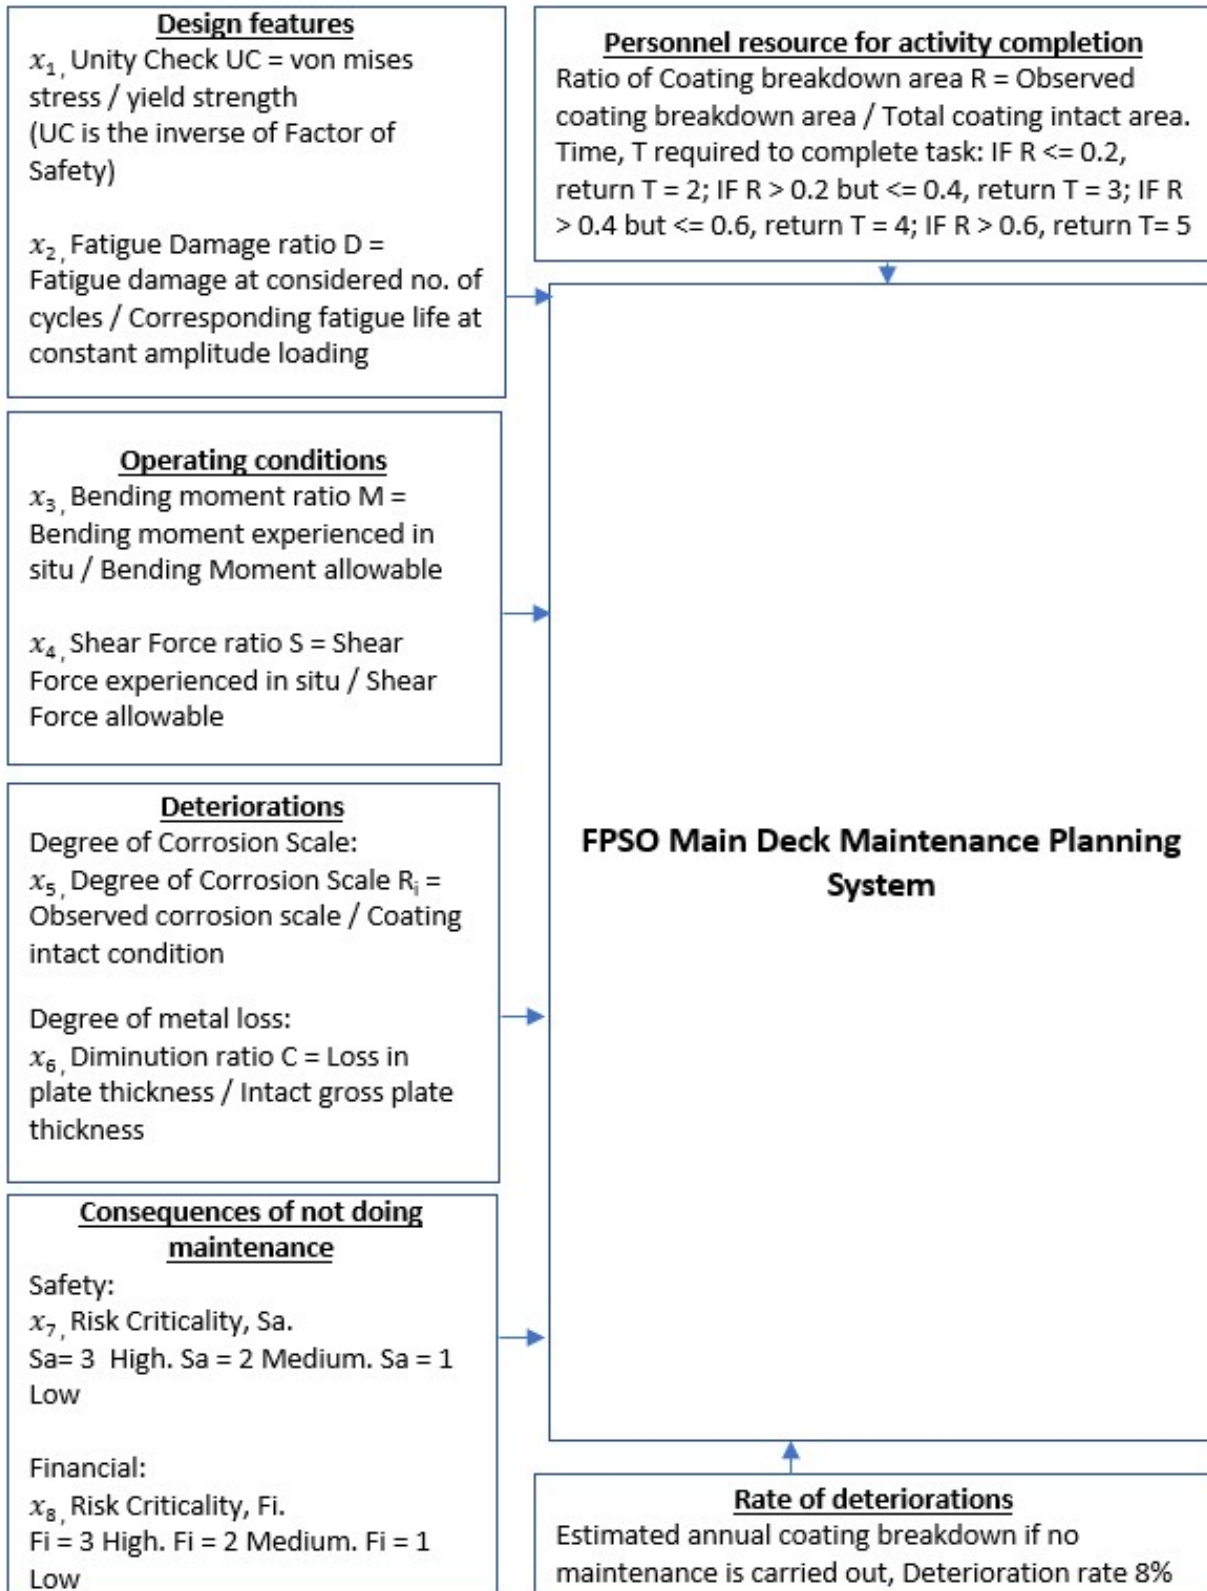 Design features
x₁, Unity Check UC = von mises
stress / yield strength
(UC is the inverse of Factor of
Safety)
x₂, Fatigue Damage ratio D =
Fatigue damage at considered no. of
cycles / Corresponding fatigue life at
constant amplitude loading
Personnel resource for activity completion
Ratio of Coating breakdown area R = Observed
coating breakdown area / Total coating intact area.
Time, T required to complete task: IF R <= 0.2,
return T = 2; IF R > 0.2 but <= 0.4, return T = 3; IF R
> 0.4 but <= 0.6, return T = 4; IF R > 0.6, return T= 5
Operating conditions
x₃, Bending moment ratio M =
Bending moment experienced in
situ / Bending Moment allowable
x₄, Shear Force ratio S = Shear
Force experienced in situ / Shear
Force allowable
Deteriorations
Degree of Corrosion Scale:
x₅, Degree of Corrosion Scale Rᵢ =
Observed corrosion scale / Coating
intact condition
Degree of metal loss:
x₆, Diminution ratio C = Loss in
plate thickness / Intact gross plate
thickness
FPSO Main Deck Maintenance Planning
System
Consequences of not doing
maintenance
Safety:
x₇, Risk Criticality, Sa.
Sa= 3 High. Sa = 2 Medium. Sa = 1
Low
Financial:
x₈, Risk Criticality, Fi.
Fi = 3 High. Fi = 2 Medium. Fi = 1
Low
Rate of deteriorations
Estimated annual coating breakdown if no
maintenance is carried out, Deterioration rate 8%